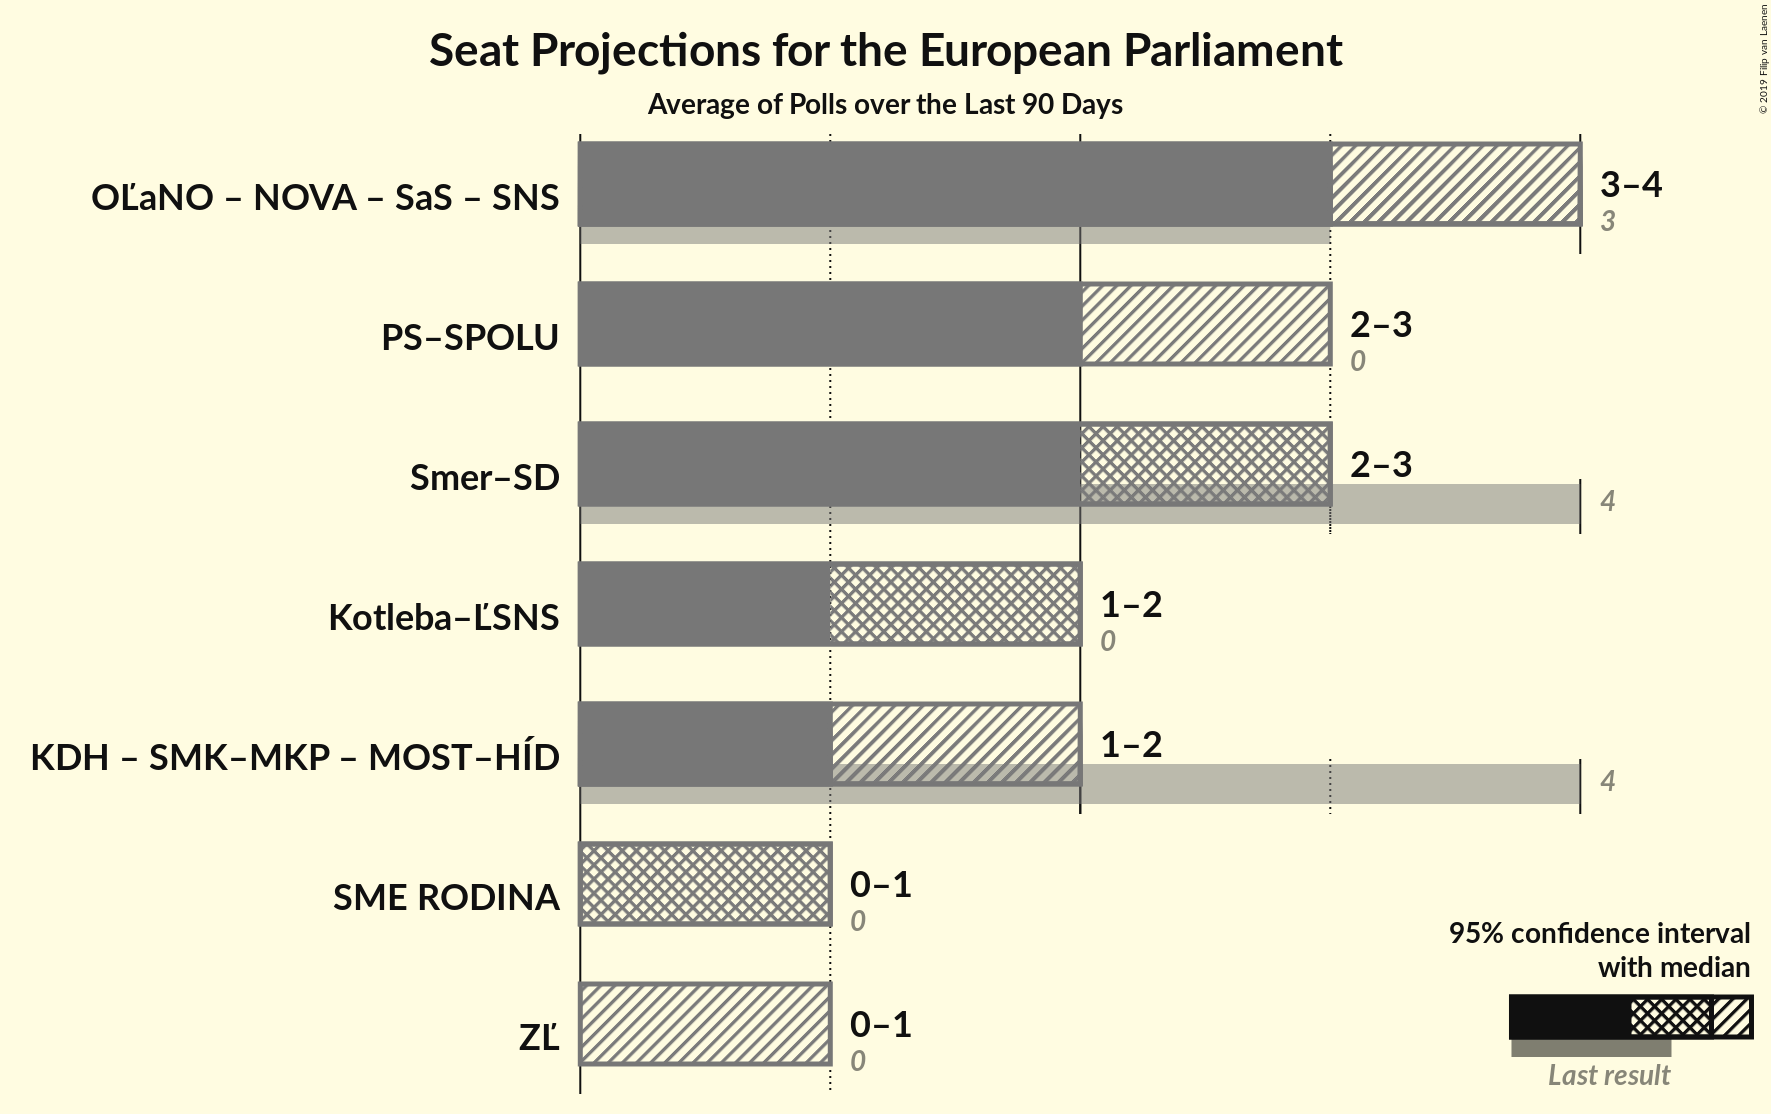 Seat Projections for the European Parliament
Average of Polls over the Last 90 Days
© 2019 Filip van Laenen
OĽaNO – NOVA – SaS – SNS
3–4
3
PS–SPOLU
2–3
0
Smer–SD
2–3
4
Kotleba–ĽSNS
1–2
0
KDH – SMK–MKP – MOST–HÍD
1–2
4
SME RODINA
0–1
0
ZĽ
0–1
0
95% confidence interval
with median
Last result